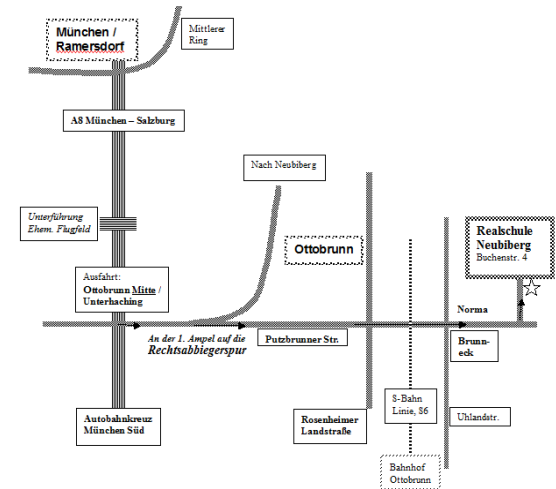 München /
Ramersdorf
Mittlerer
Ring
A8 München – Salzburg
Nach Neubiberg
Unterführung
Ehem. Flugfeld
Ottobrunn
Realschule
Neubiberg
Buchenstr. 4
Ausfahrt:
Ottobrunn Mitte /
Unterhaching
Norma
An der 1. Ampel auf die
Rechtsabbiegerspur
Putzbrunner Str.
Brunn-
eck
S-Bahn
Linie, S6
Autobahnkreuz
München Süd
Rosenheimer
Landstraße
Uhlandstr.
Bahnhof
Ottobrunn